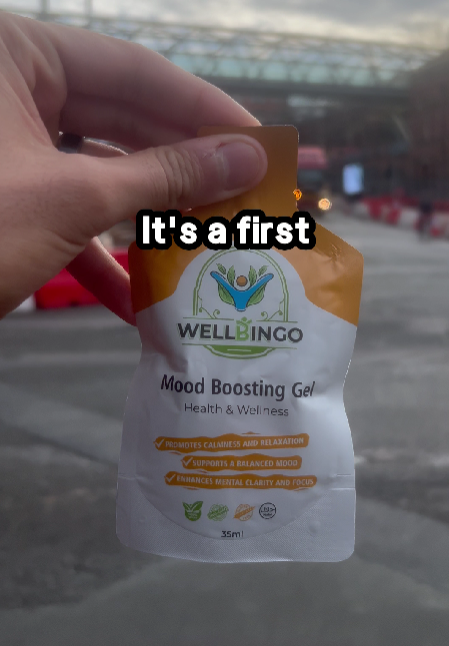 It's a first
WELLBINGO
Mood Boosting Gel
Health & Wellness
PROMOTES CALMNESS AND RELAXATION
SUPPORTS A BALANCED MOOD
ENHANCES MENTAL CLARITY AND FOCUS
35ml